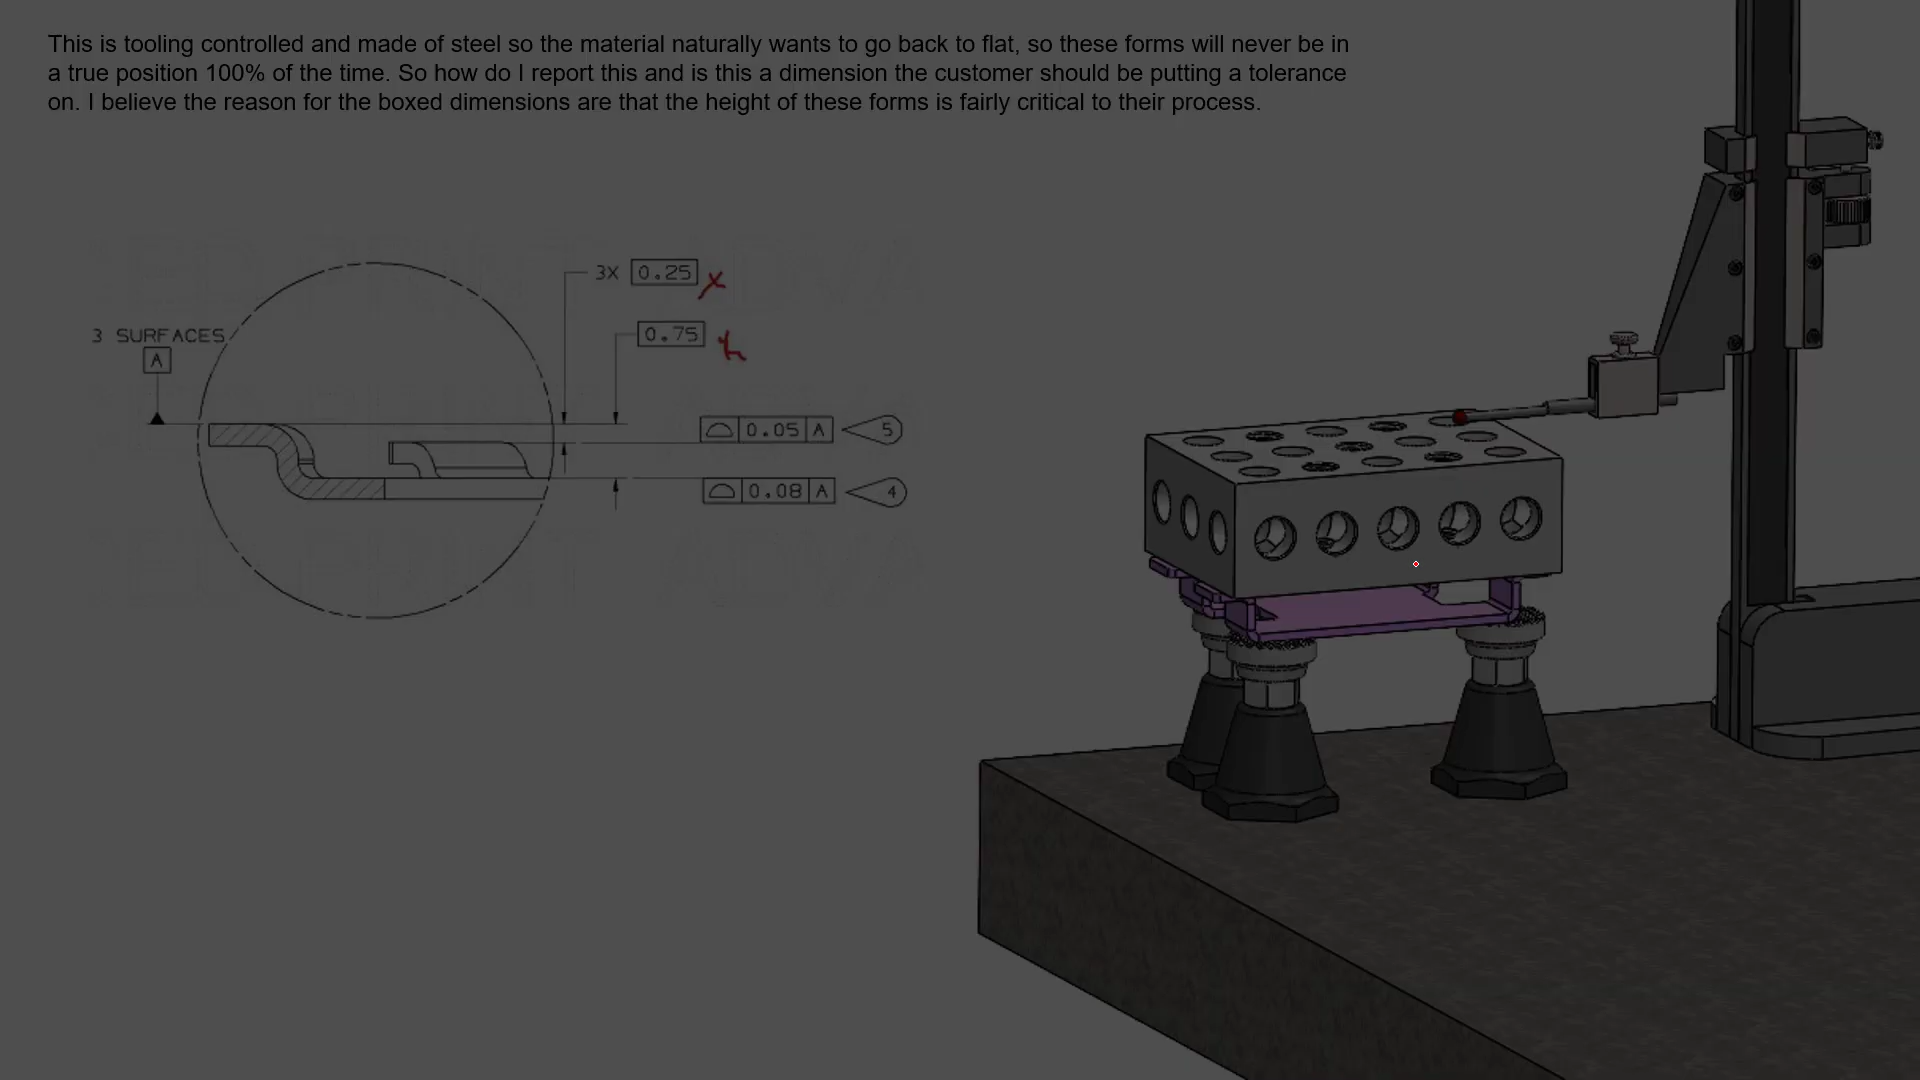 This is tooling controlled and made of steel so the material naturally wants to go back to flat, so these forms will never be in
a true position 100% of the time. So how do I report this and is this a dimension the customer should be putting a tolerance
on. I believe the reason for the boxed dimensions are that the height of these forms is fairly critical to their process.
3X 0.25 x
0.75
3 SURFACES
A
0.05 A 5
0.08 A 4